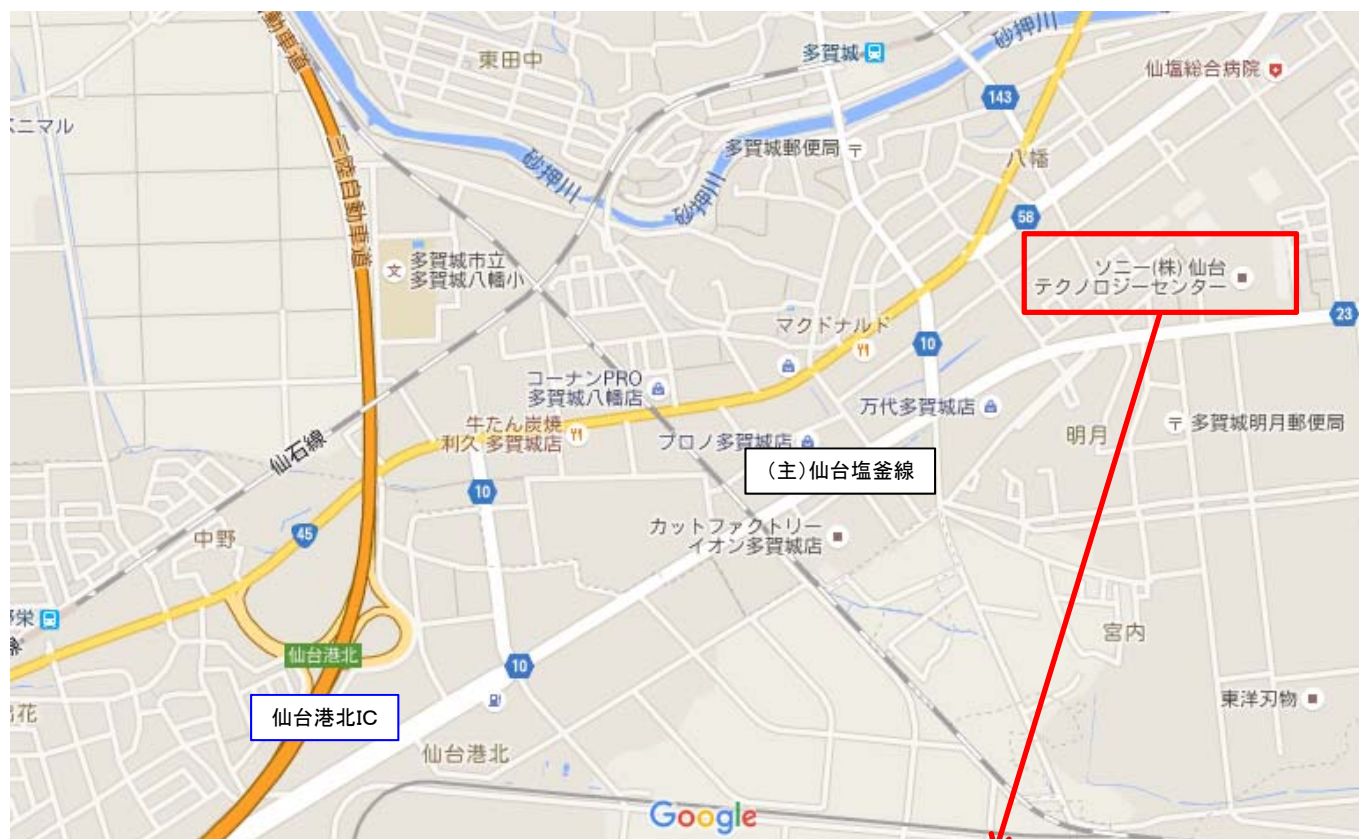 動車道
東田中
多賀城
砂押川
仙塩総合病院
ニマル
143
三陸自動車道
多賀城郵便局
八幡
砂押川
砂押川
58
多賀城市立
多賀城八幡小
ソニー(株) 仙台
テクノロジーセンター
23
マクドナルド
10
コーナンPRO
多賀城八幡店
万代多賀城店
牛たん炭焼
利久 多賀城店
プロノ多賀城店
明月
多賀城明月郵便局
仙石線
(主)仙台塩釜線
10
カットファクトリー
イオン多賀城店
中野
45
栄
宮内
仙台港北
10
東洋刃物
仙台港北IC
花
仙台港北
Google